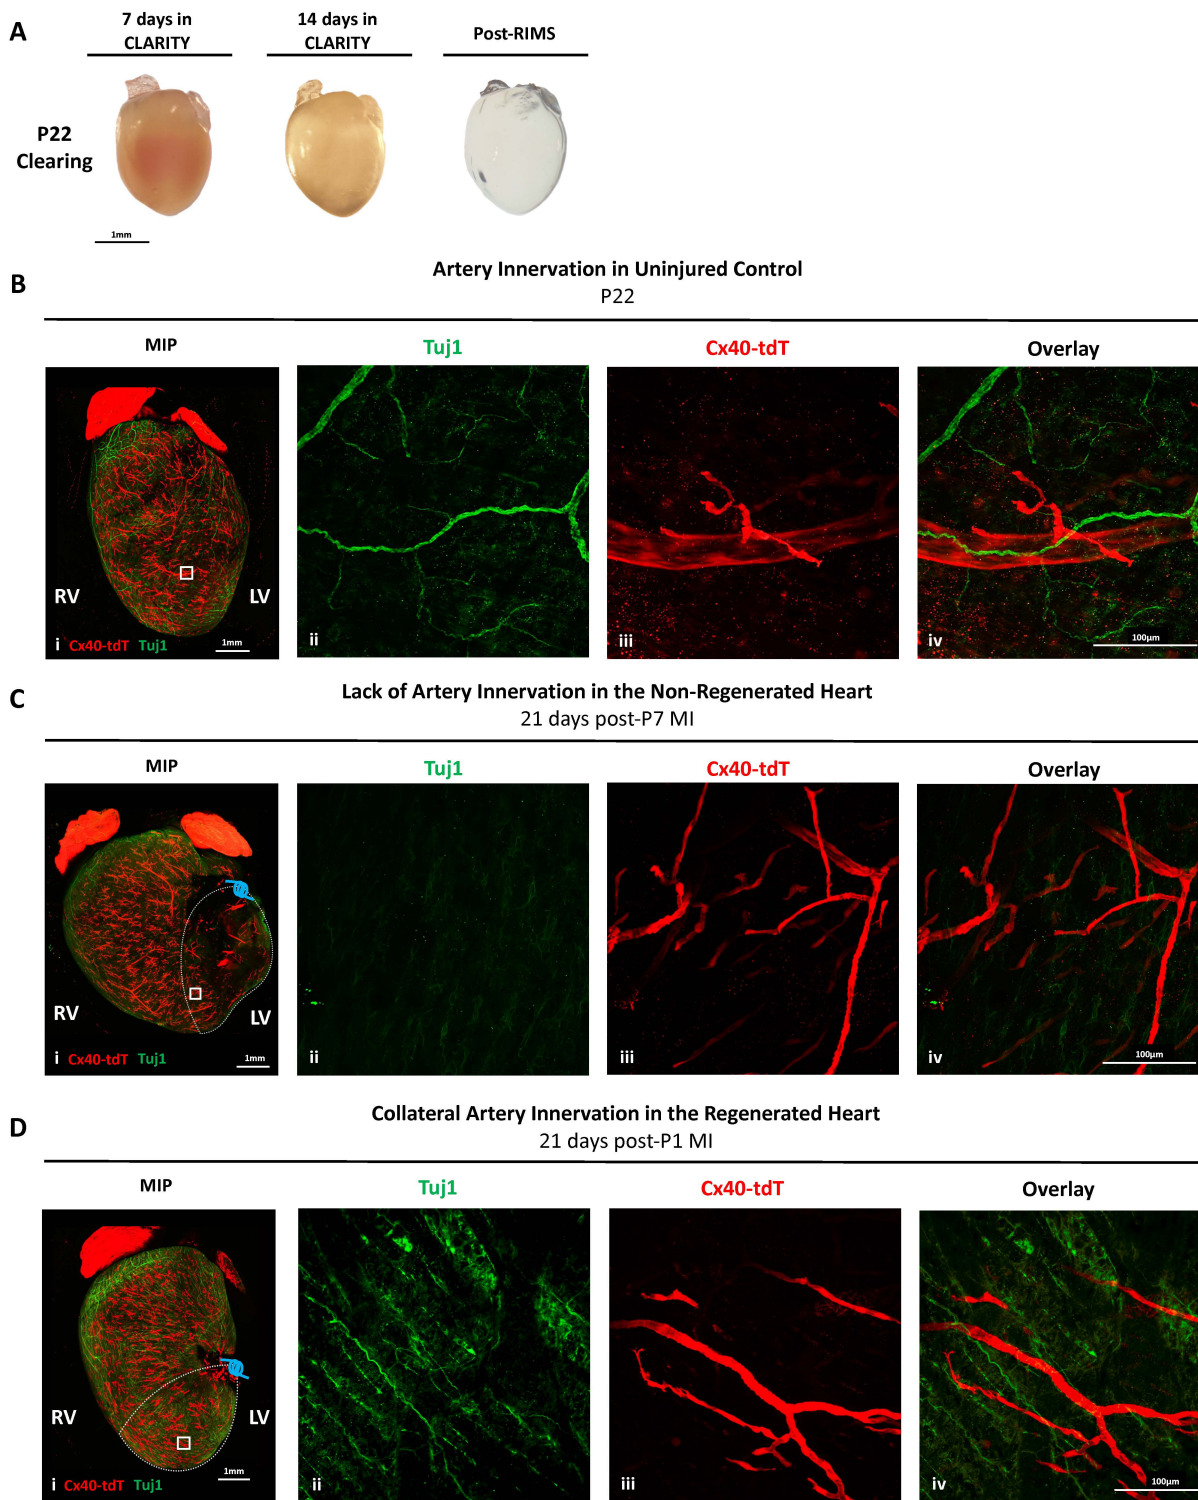 A
7 days in
CLARITY
14 days in
CLARITY
Post-RIMS
P22
Clearing
1mm
B
Artery Innervation in Uninjured Control
P22
MIP
Tuj1
Cx40-tdT
Overlay
RV
LV
i Cx40-tdT Tuj1
1mm
ii
iii
iv
100µm
C
Lack of Artery Innervation in the Non-Regenerated Heart
21 days post-P7 MI
MIP
Tuj1
Cx40-tdT
Overlay
RV
LV
i Cx40-tdT Tuj1
1mm
ii
iii
iv
100µm
D
Collateral Artery Innervation in the Regenerated Heart
21 days post-P1 MI
MIP
Tuj1
Cx40-tdT
Overlay
RV
LV
i Cx40-tdT Tuj1
1mm
ii
iii
iv
100µm